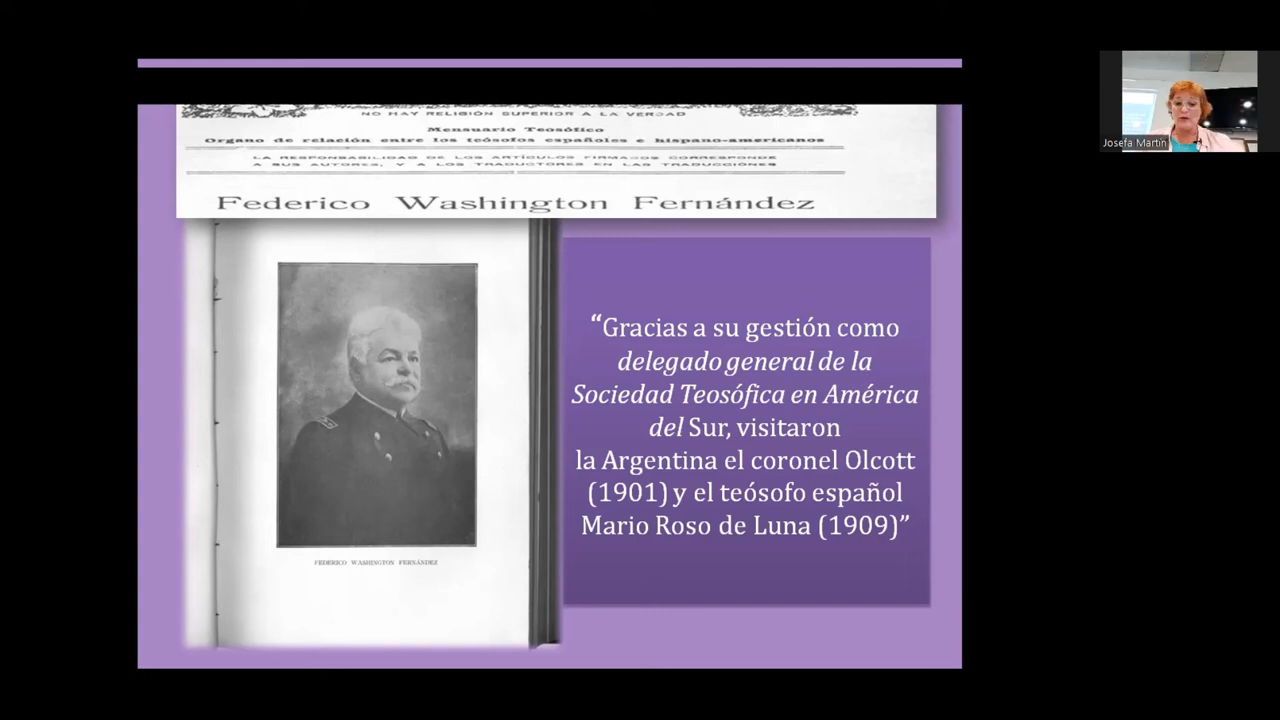 NO HAY RELIGIÓN SUPERIOR A LA VERDAD
Mensuario Teosófico
Organo de relación entre los teósofos españoles e hispano-americanos
LA RESPONSABILIDAD DE LOS ARTÍCULOS FIRMADOS CORRESPONDE
A SUS AUTORES, Y A LOS TRADUCTORES EN LAS TRADUCCIONES
Federico Washington Fernández
FEDERICO WASHINGTON FERNÁNDEZ
“Gracias a su gestión como
delegado general de la
Sociedad Teosófica en América
del Sur, visitaron
la Argentina el coronel Olcott
(1901) y el teósofo español
Mario Roso de Luna (1909)”
Josefa Martín